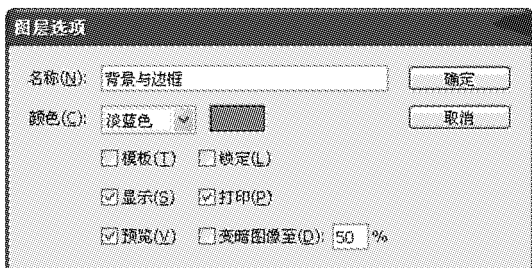 图层选项
名称(N): 背景与边框 确定
颜色(C): 淡蓝色 取消
模板(T) 锁定(L)
显示(S) 打印(P)
预览(V) 变暗图像至(D): 50 %